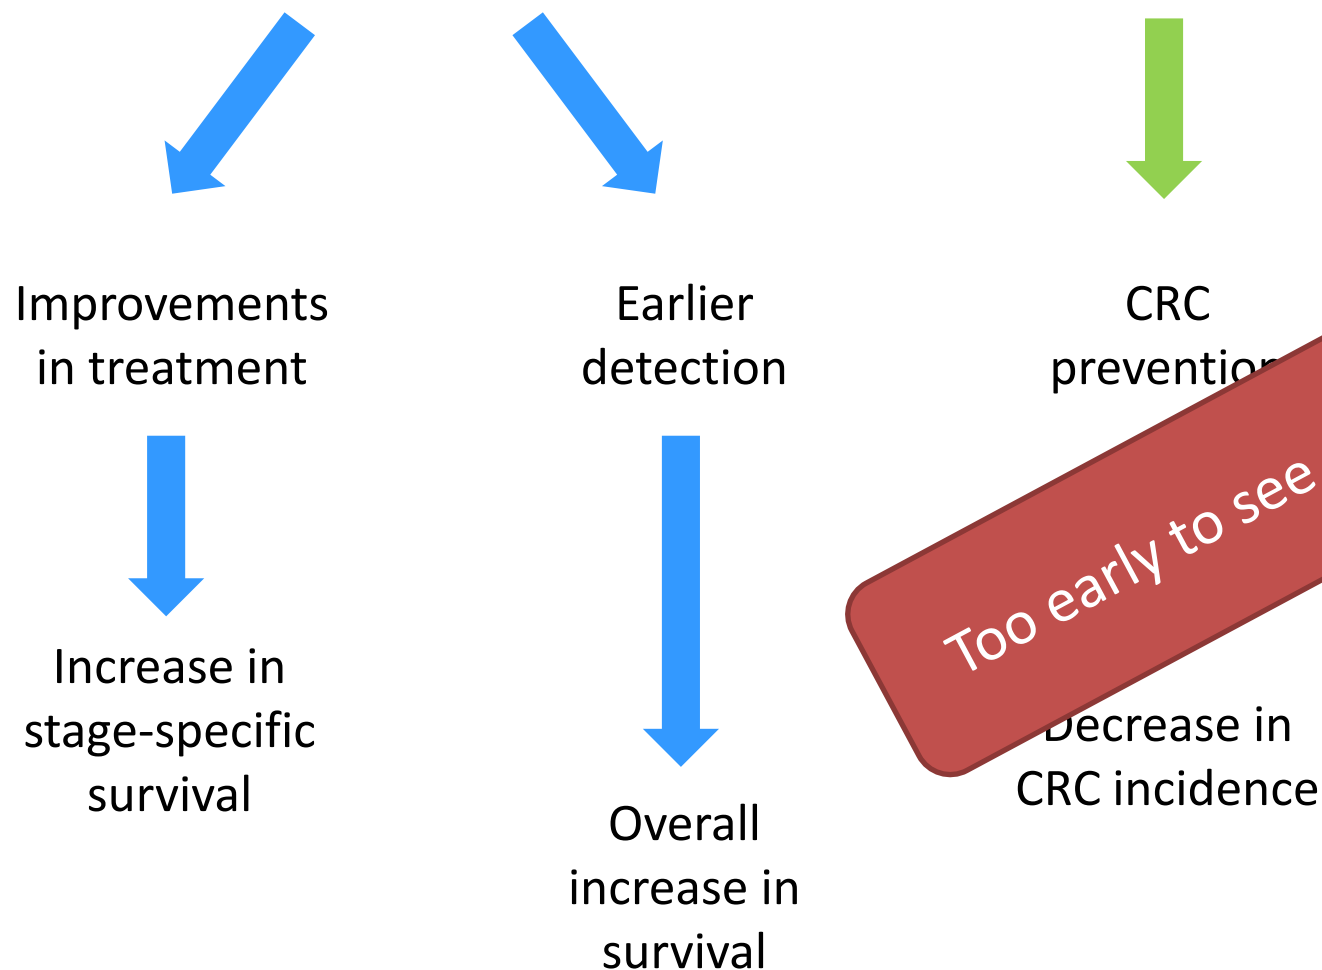 Improvements
in treatment
Earlier
detection
CRC
prevention
Too early to see
Increase in
stage-specific
survival
Overall
increase in
survival
Decrease in
CRC incidence